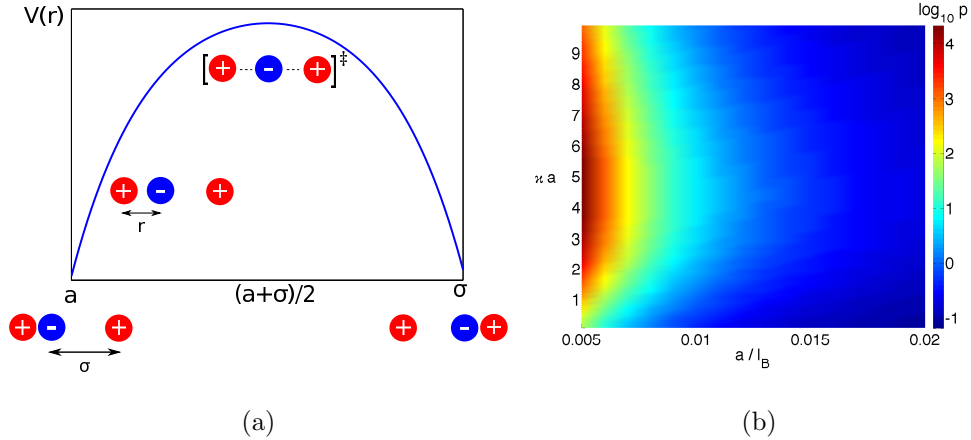 V(r)
[ + --- - --- + ]‡
+ - +
r
a
(a+σ)/2
σ
+ - +
σ
+ - +
(a)
log10 p
4
3
2
1
0
-1
ϰ a
9
8
7
6
5
4
3
2
1
0.005
0.01
0.015
0.02
a / lB
(b)